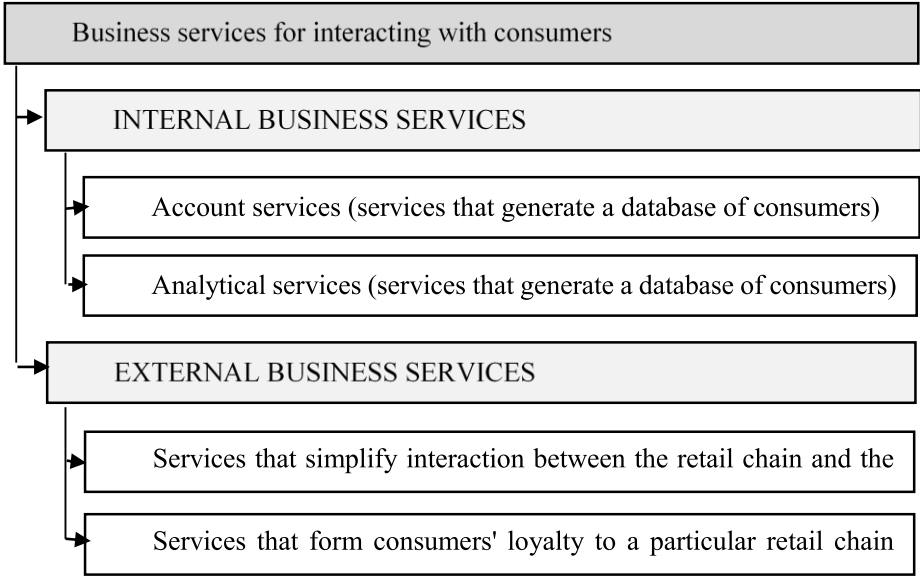 Business services for interacting with consumers
INTERNAL BUSINESS SERVICES
Account services (services that generate a database of consumers)
Analytical services (services that generate a database of consumers)
EXTERNAL BUSINESS SERVICES
Services that simplify interaction between the retail chain and the
Services that form consumers' loyalty to a particular retail chain